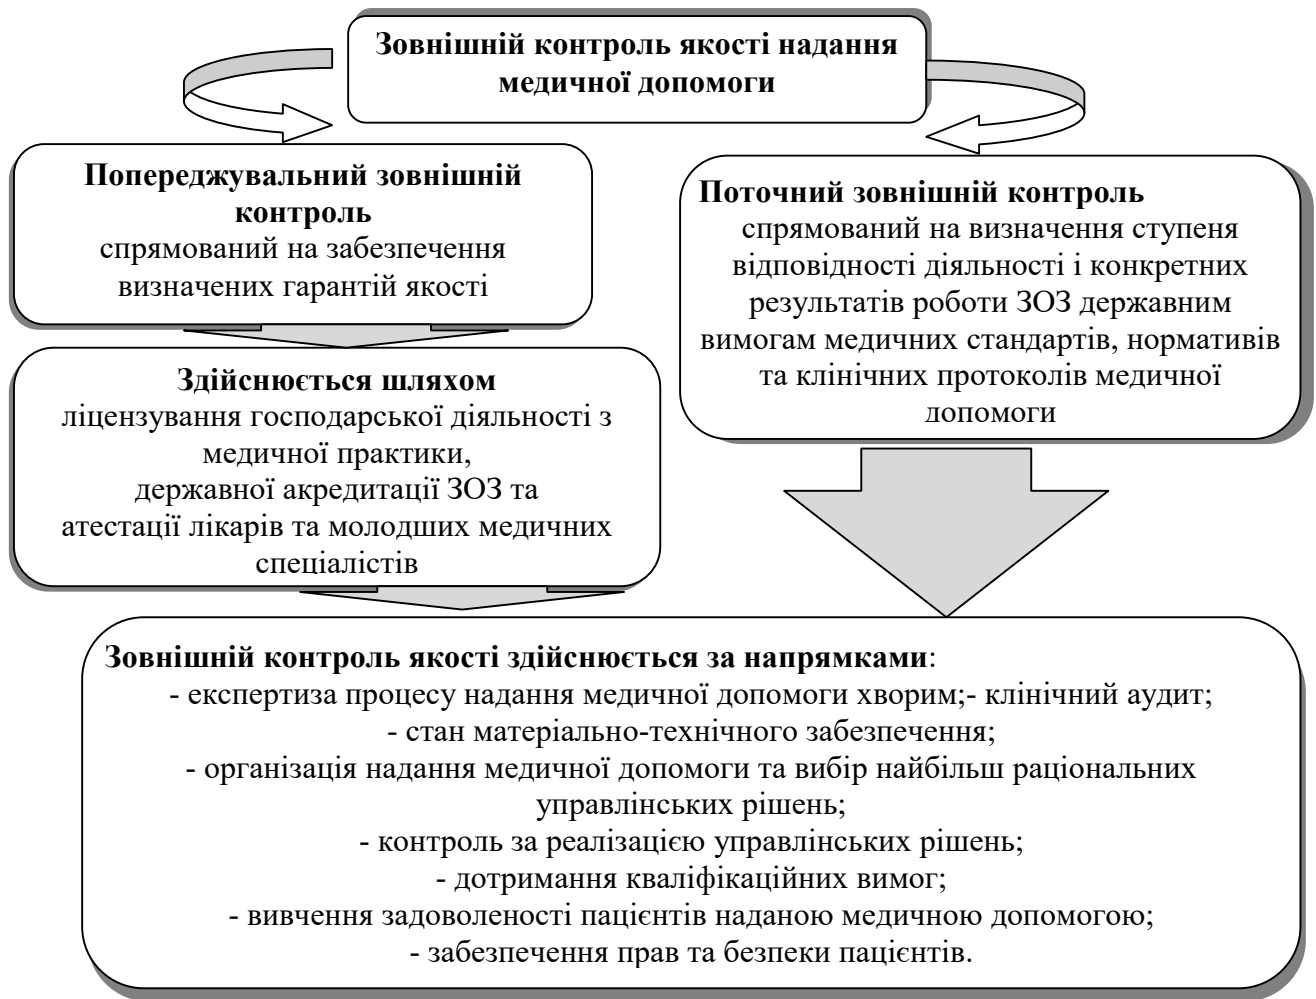 Зовнішній контроль якості надання
медичної допомоги
Попереджувальний зовнішній
контроль
спрямований на забезпечення
визначених гарантій якості
Поточний зовнішній контроль
спрямований на визначення ступеня
відповідності діяльності і конкретних
результатів роботи ЗОЗ державним
вимогам медичних стандартів, нормативів
та клінічних протоколів медичної
допомоги
Здійснюється шляхом
ліцензування господарської діяльності з
медичної практики,
державної акредитації ЗОЗ та
атестації лікарів та молодших медичних
спеціалістів
Зовнішній контроль якості здійснюється за напрямками:
- експертиза процесу надання медичної допомоги хворим;- клінічний аудит;
- стан матеріально-технічного забезпечення;
- організація надання медичної допомоги та вибір найбільш раціональних
управлінських рішень;
- контроль за реалізацією управлінських рішень;
- дотримання кваліфікаційних вимог;
- вивчення задоволеності пацієнтів наданою медичною допомогою;
- забезпечення прав та безпеки пацієнтів.